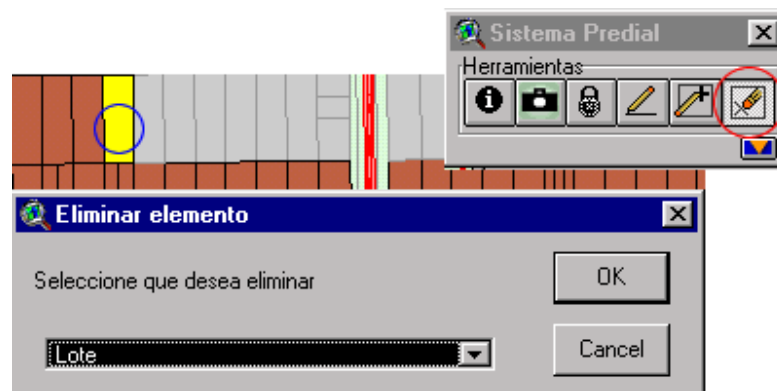 Sistema Predial
Herramientas
Eliminar elemento
Seleccione que desea eliminar
OK
Lote
Cancel